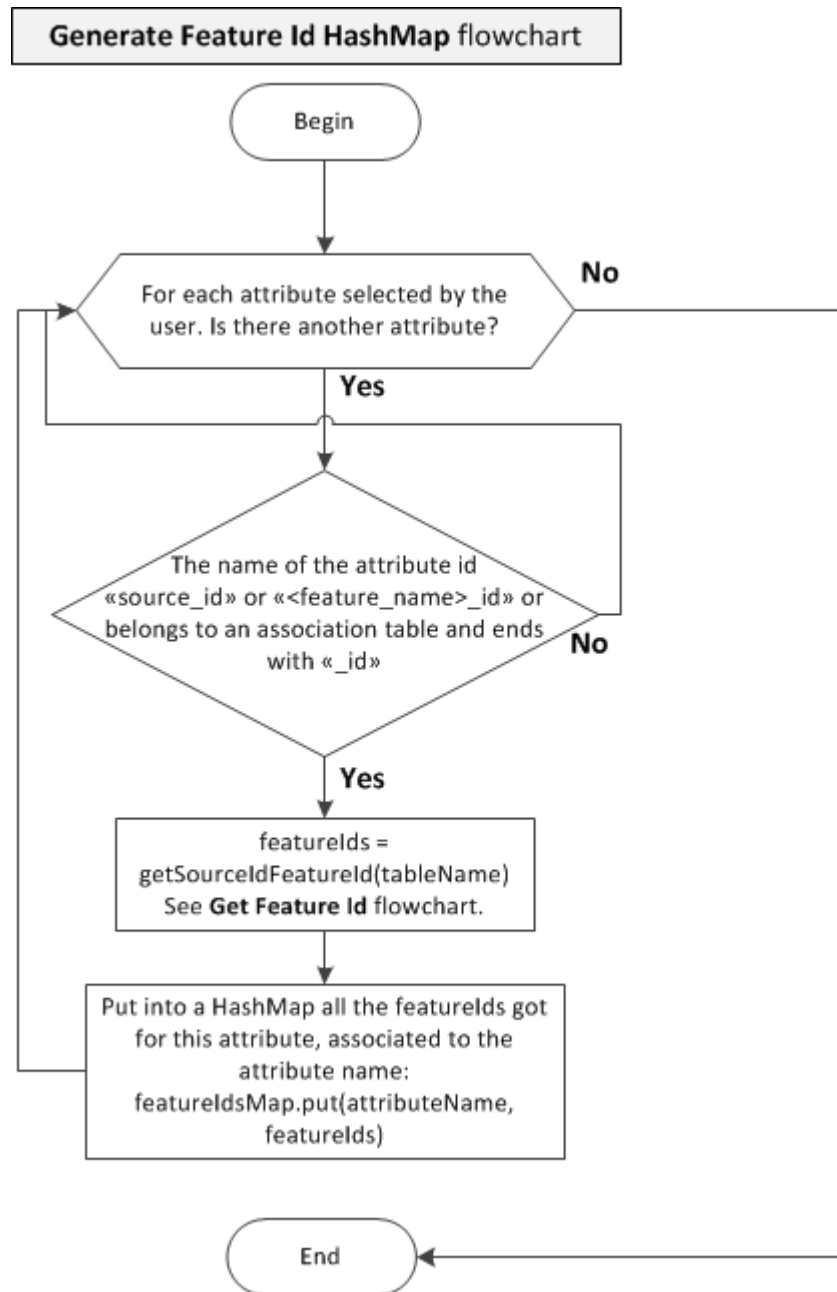 Generate Feature Id HashMap flowchart
Begin
For each attribute selected by the
user. Is there another attribute?
No
Yes
The name of the attribute id
«source_id» or «<feature_name>_id» or
belongs to an association table and ends
with «_id»
No
Yes
featureIds =
getSourceIdFeatureId(tableName)
See Get Feature Id flowchart.
Put into a HashMap all the featureIds got
for this attribute, associated to the
attribute name:
featureIdsMap.put(attributeName,
featureIds)
End